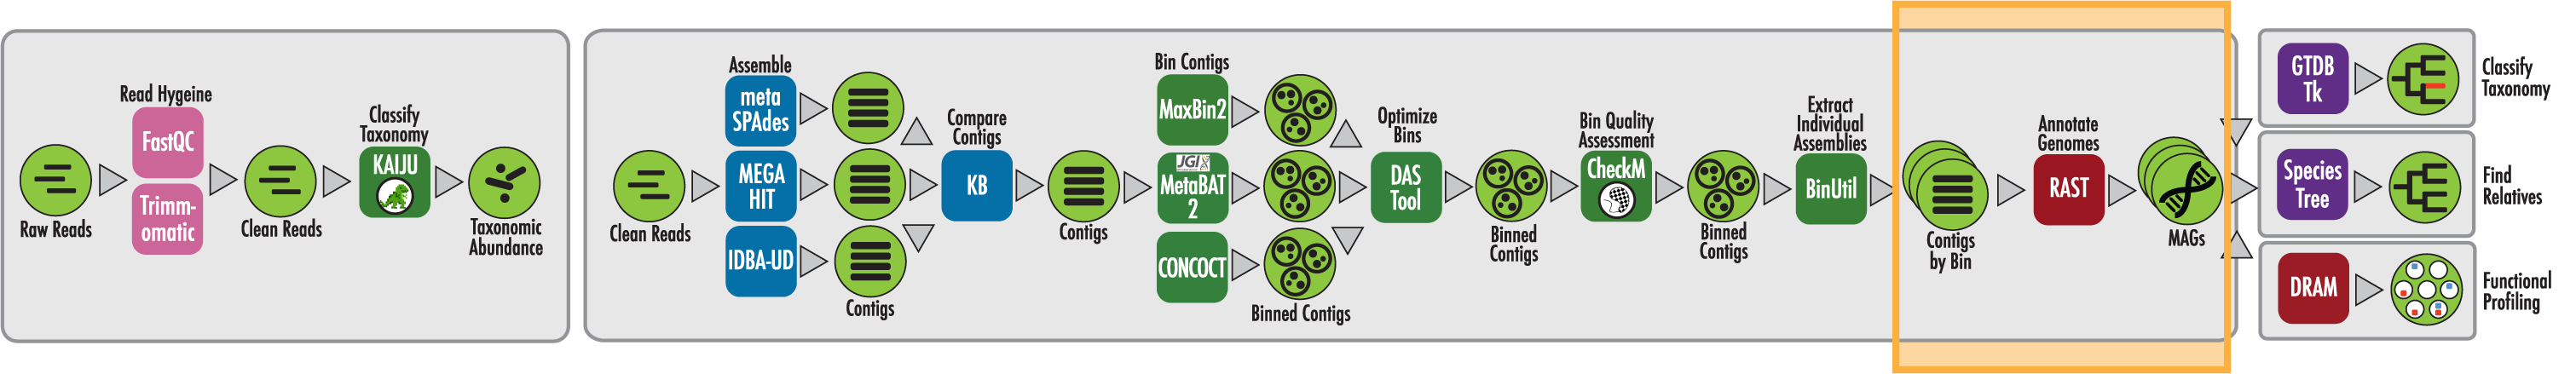 Read Hygeine
FastQC
Trimm-
omatic
Raw Reads
Clean Reads
Classify
Taxonomy
KAIJU
Taxonomic
Abundance
Clean Reads
Assemble
meta
SPAdes
MEGA
HIT
IDBA-UD
Contigs
Compare
Contigs
KB
Contigs
Bin Contigs
MaxBin2
JGI
MetaBAT
2
CONCOCT
Binned Contigs
Optimize
Bins
DAS
Tool
Binned
Contigs
Bin Quality
Assessment
CheckM
Binned
Contigs
Extract
Individual
Assemblies
BinUtil
Contigs
by Bin
Annotate
Genomes
RAST
MAGs
GTDB
Tk
Classify
Taxonomy
Species
Tree
Find
Relatives
DRAM
Functional
Profiling